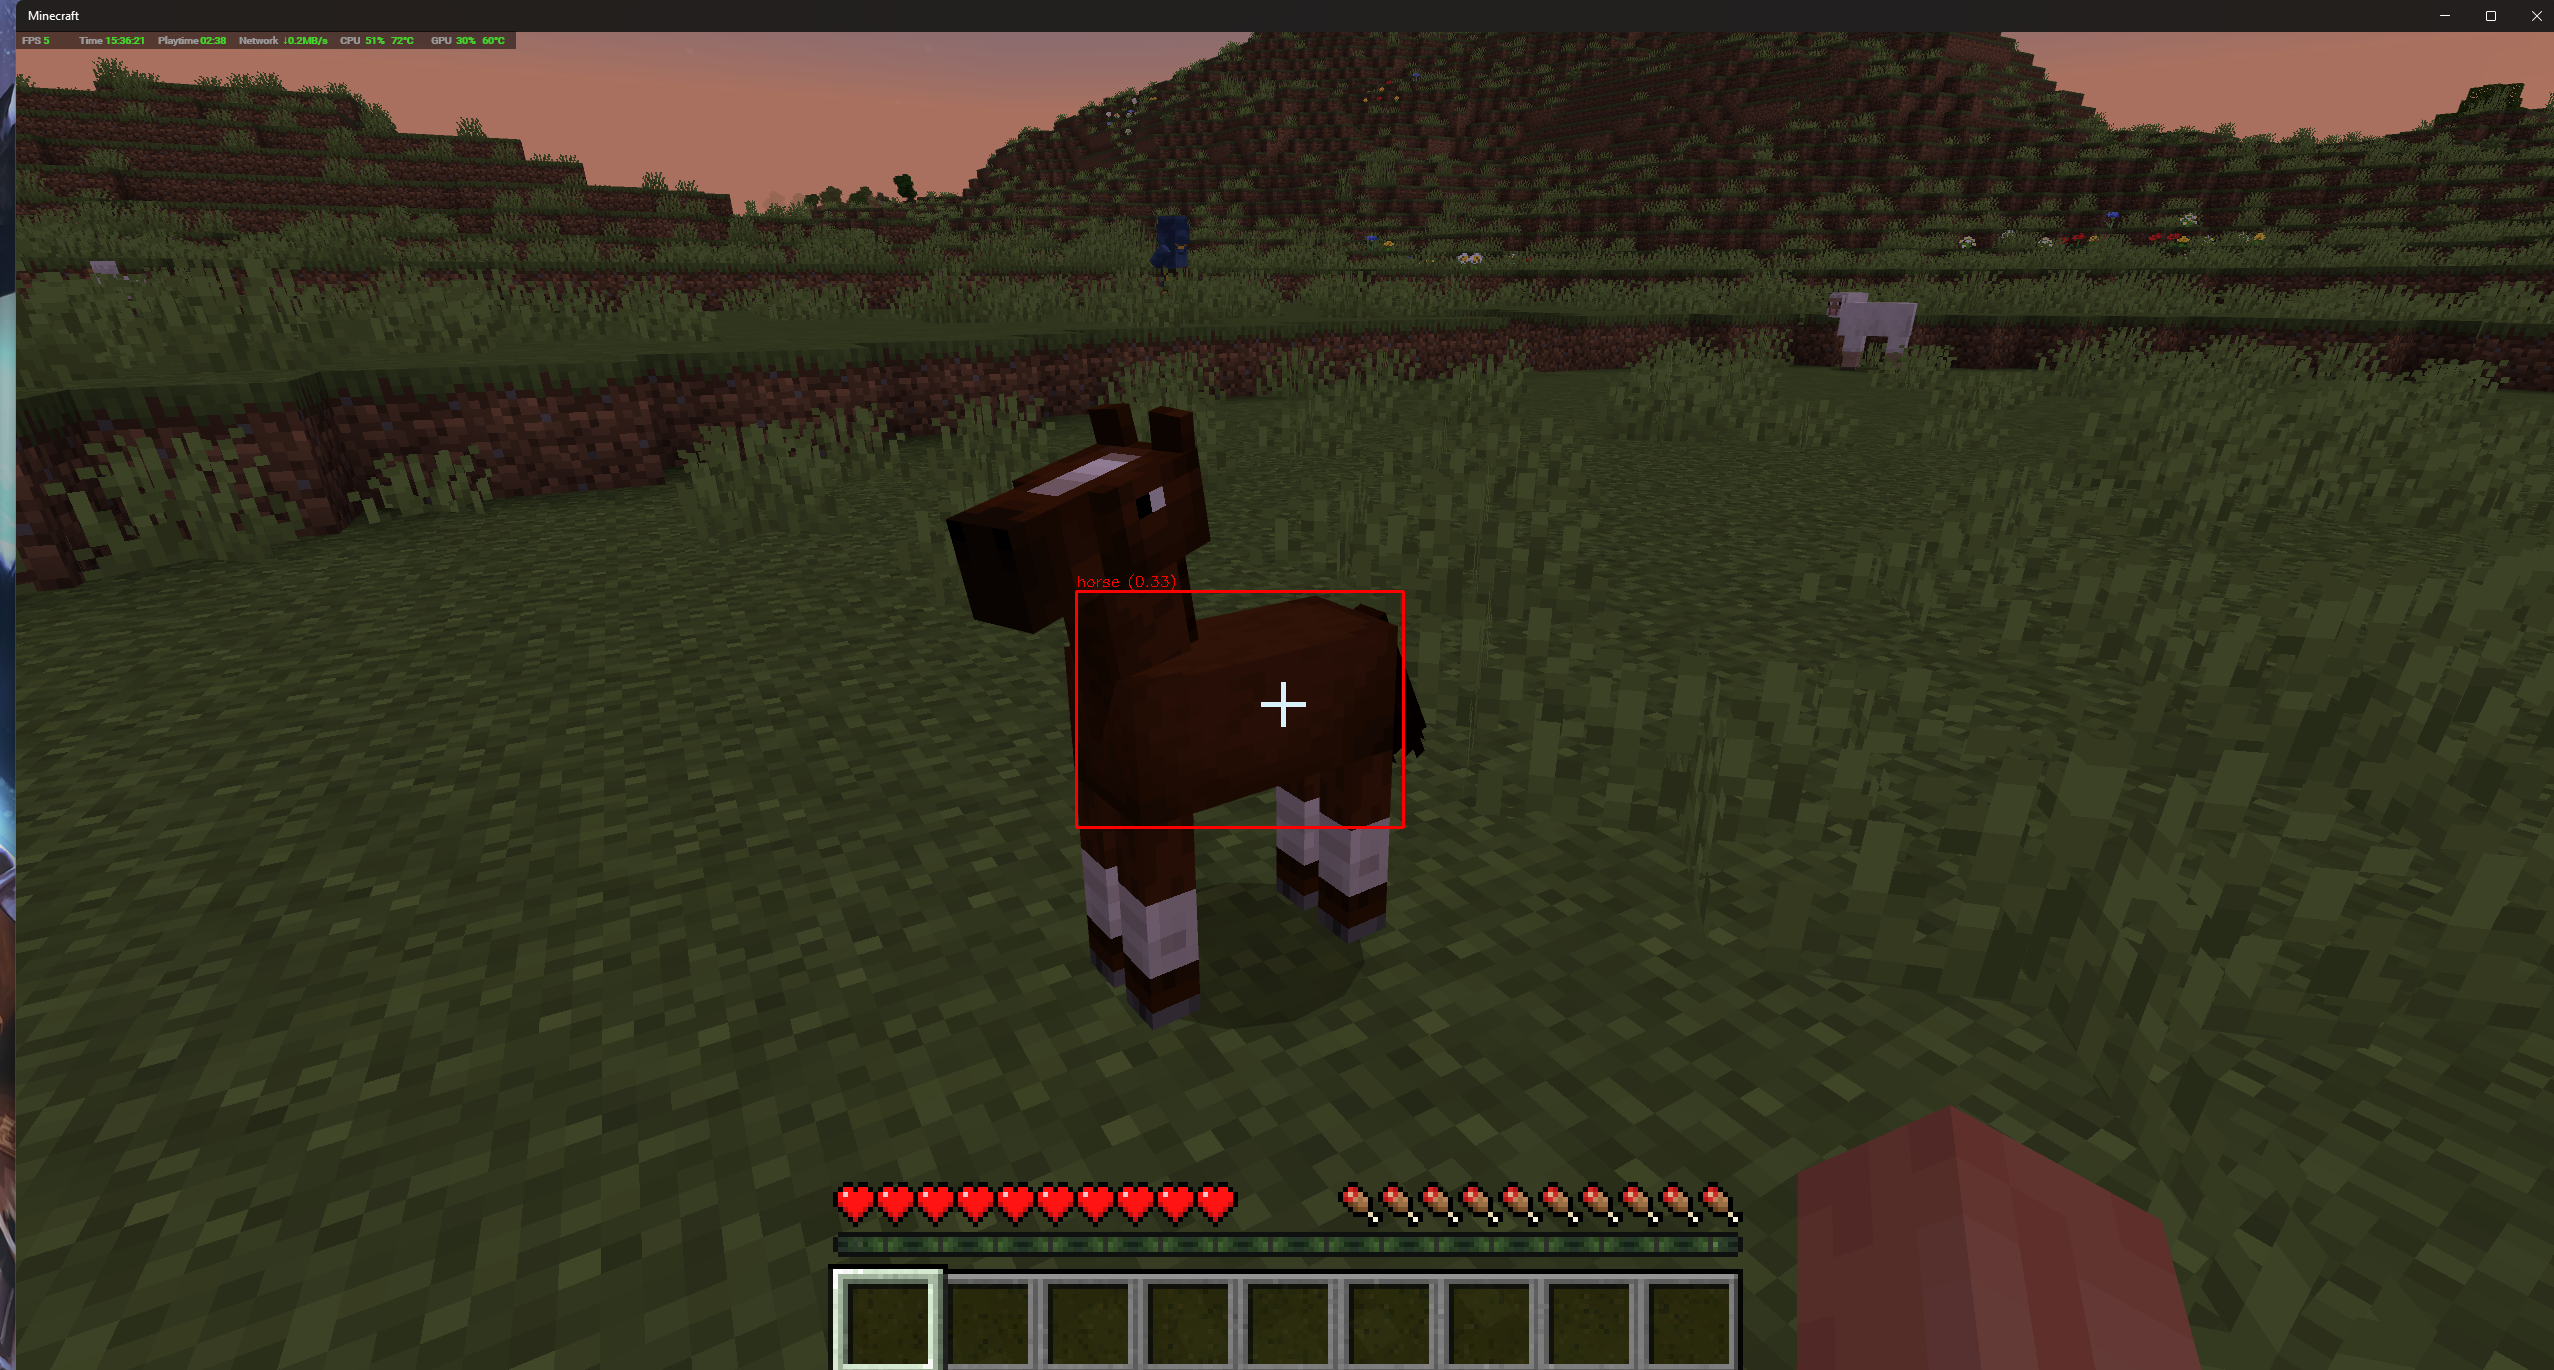 Minecraft
FPS 5 Time 15:36:21 Playtime 02:38 Network ↓0.2MB/s CPU 51% 72°C GPU 30% 60°C
horse (0.33)